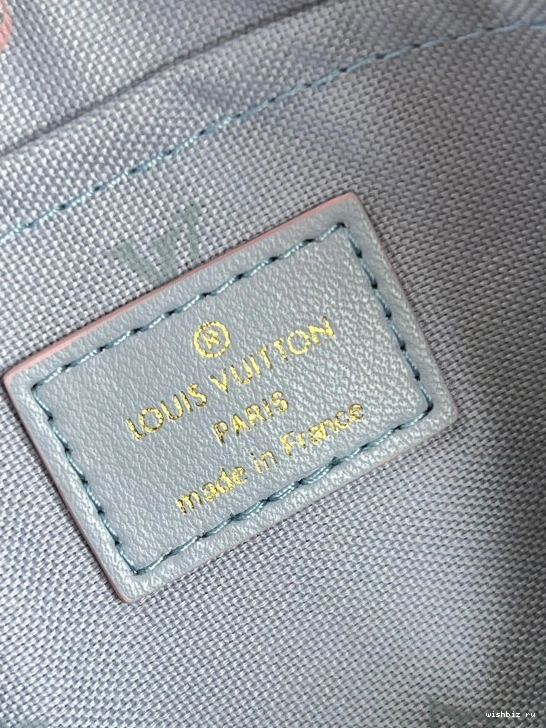 ®
LOUIS VUITTON
PARIS
made in France
wishbiz ru